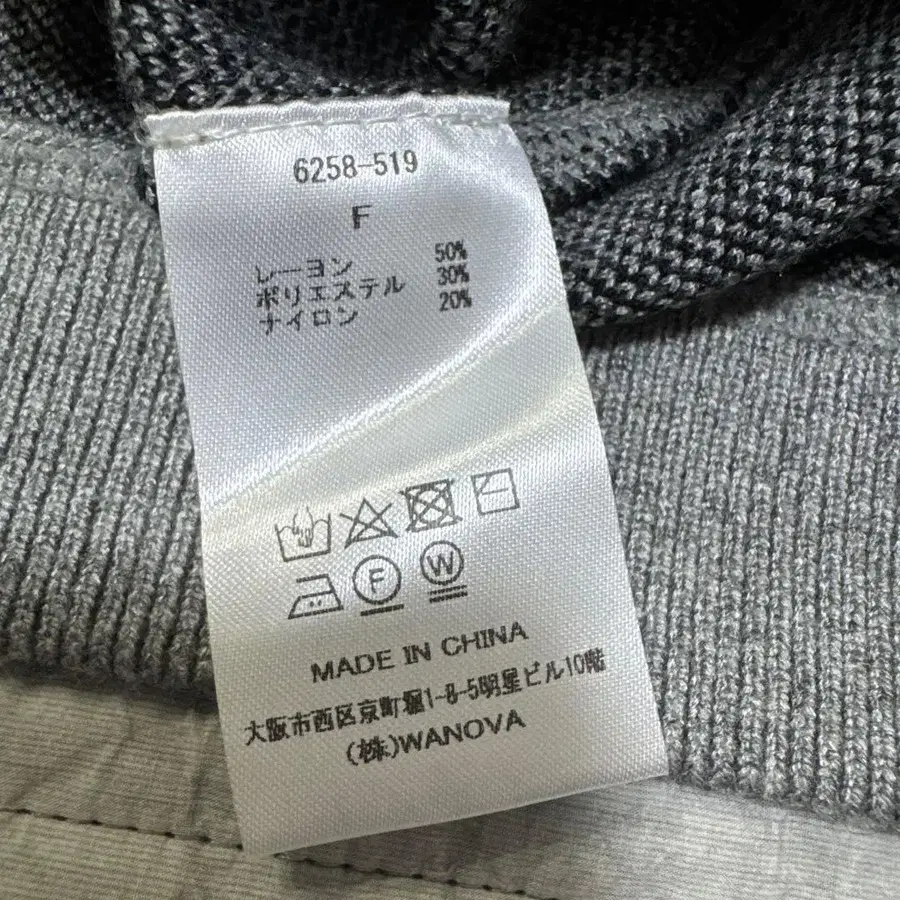 6258-519
F
レーヨン 50%
ポリエステル 30%
ナイロン 20%
F W
MADE IN CHINA
大阪市西区京町堀1-8-5明星ビル10階
(株)WANOVA